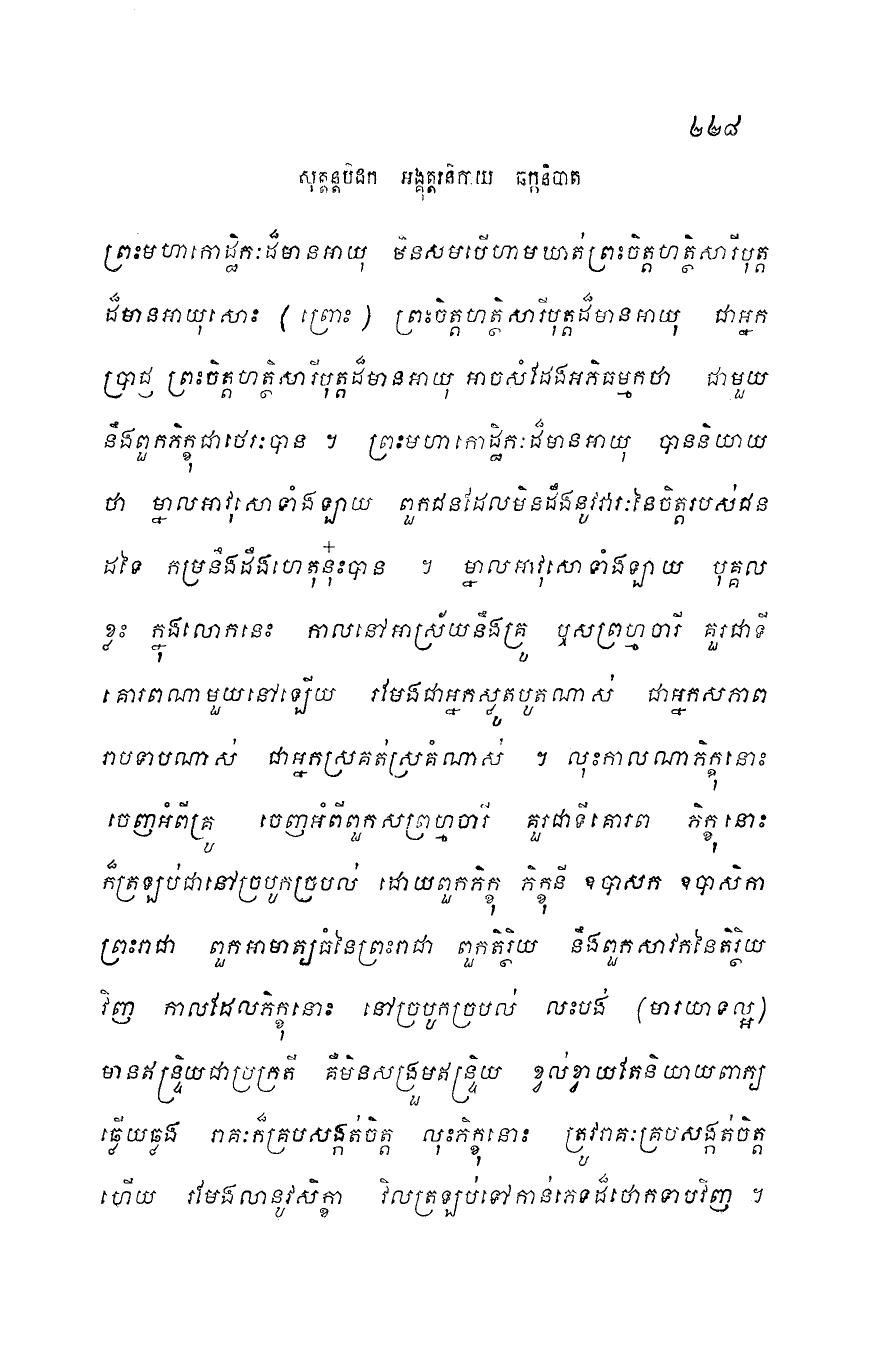 ២២៨
សុត្តន្តបិដក អង្គុត្តរនិកាយ ឆក្កនិបាត
ព្រះមហាកោដ្ឋិកៈដ៏មានអាយុ មិនសមបើហាមឃាត់ព្រះចិត្តហត្ថិសារីបុត្ត
ដ៏មានអាយុសោះ (ព្រោះ) ព្រះចិត្តហត្ថិសារីបុត្តដ៏មានអាយុ ជាអ្នក
ប្រាជ្ញ ព្រះចិត្តហត្ថិសារីបុត្តដ៏មានអាយុ អាចសំដែងអភិធម្មកថា ជាមួយ
នឹងពួកភិក្ខុជាថេរៈបាន ។ ព្រះមហាកោដ្ឋិកៈដ៏មានអាយុ បាននិយាយ
ថា ម្នាលអាវុសោទាំងឡាយ ពួកជនដែលមិនដឹងនូវវារៈនៃចិត្តរបស់ជន
ដទៃ កម្រនឹងដឹងហេតុនុ៎ះបាន ។ ម្នាលអាវុសោទាំងឡាយ បុគ្គល
ខ្លះ ក្នុងលោកនេះ កាលនៅអាស្រ័យនឹងគ្រូ ឬសព្រហ្មចារី គួរជាទី
គោរពណាមួយនៅឡើយ រមែងជាអ្នកស្លូតបូតណាស់ ជាអ្នកសភាព
រាបទាបណាស់ ជាអ្នកស្រគត់ស្រគំណាស់ ។ លុះកាលណាភិក្ខុនោះ
ចេញអំពីគ្រូ ចេញអំពីពួកសព្រហ្មចារី គួរជាទីគោរព ភិក្ខុនោះ
ក៏ត្រឡប់ជានៅច្របូកច្របល់ ដោយពួកភិក្ខុ ភិក្ខុនី ឧបាសក ឧបាសិកា
ព្រះរាជា ពួកអាមាត្យធំនៃព្រះរាជា ពួកតិរ្ថិយ នឹងពួកសាវកនៃតិរ្ថិយ
វិញ កាលដែលភិក្ខុនោះ នៅច្របូកច្របល់ លះបង់ (មារយាទល្អ)
មានឥន្ទ្រិយជាប្រក្រតី គឺមិនសង្រួមឥន្ទ្រិយ ខ្វល់ខ្វាយតែនិយាយពាក្យ
ធ្លើយធ្លង រាគៈក៏គ្របសង្កត់ចិត្ត លុះភិក្ខុនោះ ត្រូវរាគៈគ្របសង្កត់ចិត្ត
ហើយ រមែងលានូវសិក្ខា វិលត្រឡប់ទៅកាន់ភេទដ៏ថោកទាបវិញ ។